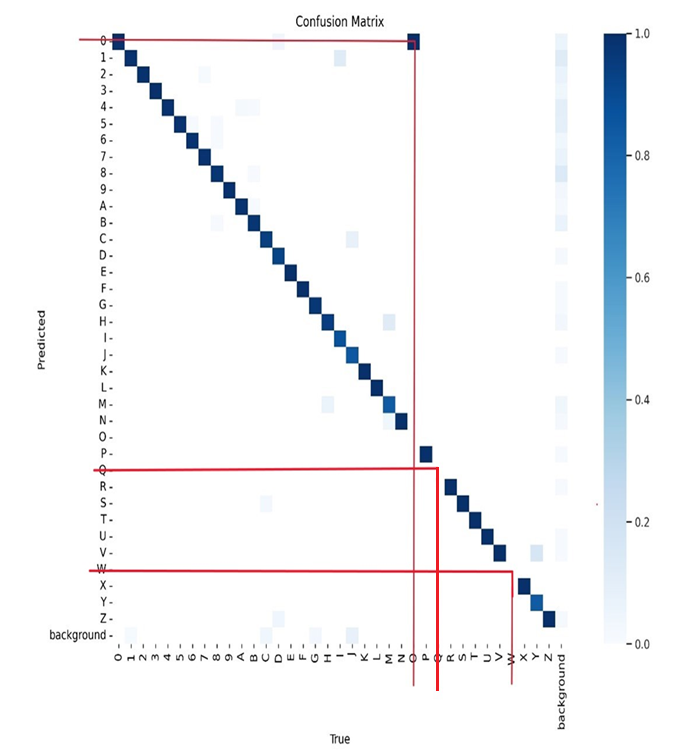 Confusion Matrix
Predicted
0
1
2
3
4
5
6
7
8
9
A
B
C
D
E
F
G
H
I
J
K
L
M
N
O
P
Q
R
S
T
U
V
W
X
Y
Z
background
0 1 2 3 4 5 6 7 8 9 A B C D E F G H I J K L M N O P Q R S T U V W X Y Z background
True
1.0
0.8
0.6
0.4
0.2
0.0